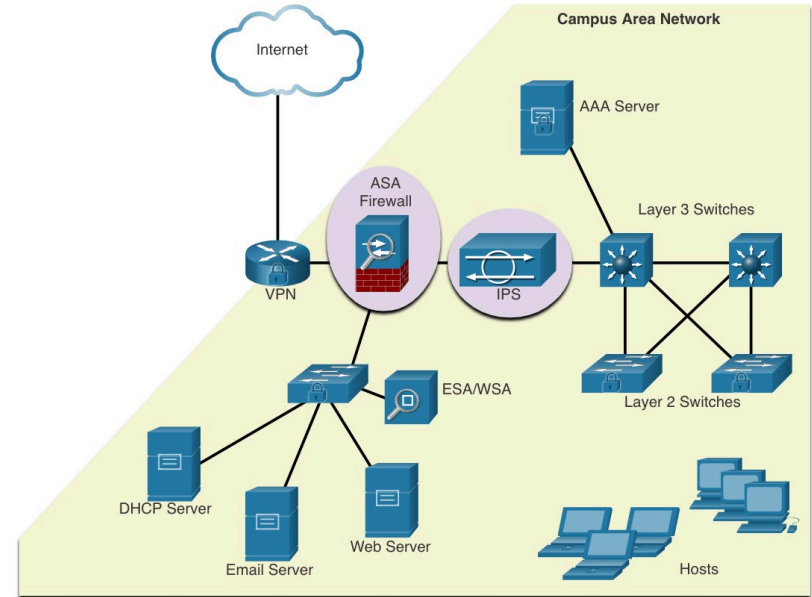 Campus Area Network
Internet
AAA Server
ASA
Firewall
Layer 3 Switches
VPN
IPS
ESA/WSA
Layer 2 Switches
DHCP Server
Email Server
Web Server
Hosts